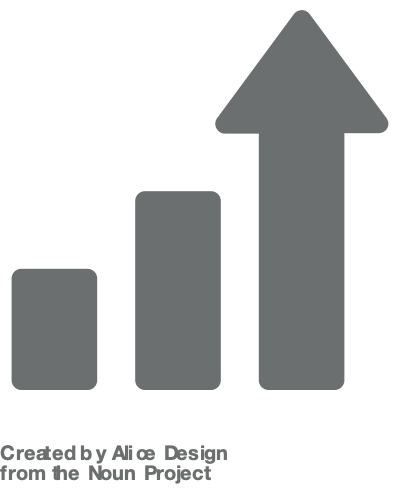 Created by Alice Design
from the Noun Project